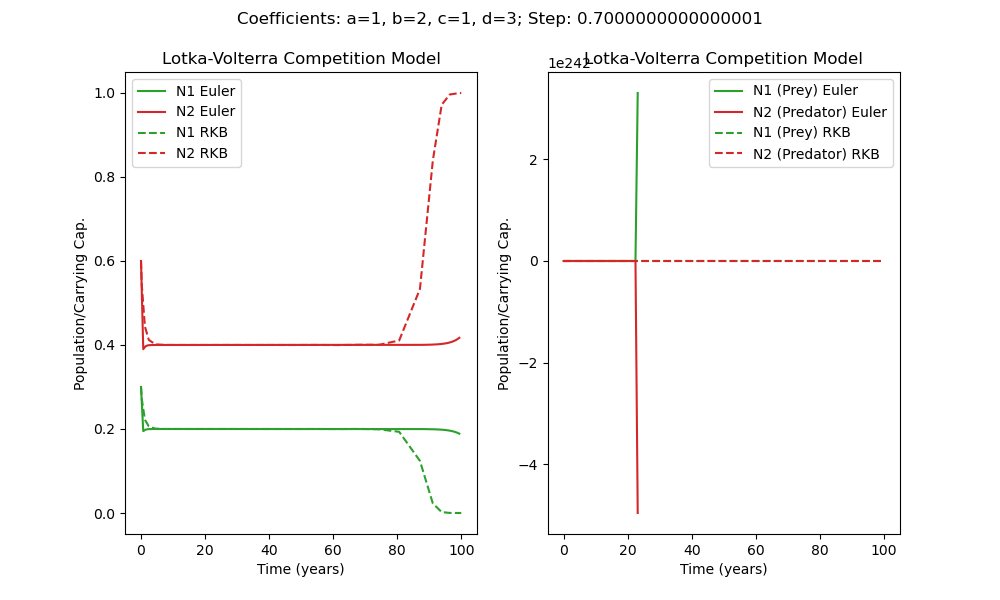 Coefficients: a=1, b=2, c=1, d=3; Step: 0.7000000000000001
Lotka-Volterra Competition Model
N1 Euler
N2 Euler
N1 RKB
N2 RKB
1.0
0.8
0.6
0.4
0.2
0.0
Population/Carrying Cap.
0 20 40 60 80 100
Time (years)
1e242
Lotka-Volterra Competition Model
N1 (Prey) Euler
N2 (Predator) Euler
N1 (Prey) RKB
N2 (Predator) RKB
2
0
−2
−4
Population/Carrying Cap.
0 20 40 60 80 100
Time (years)